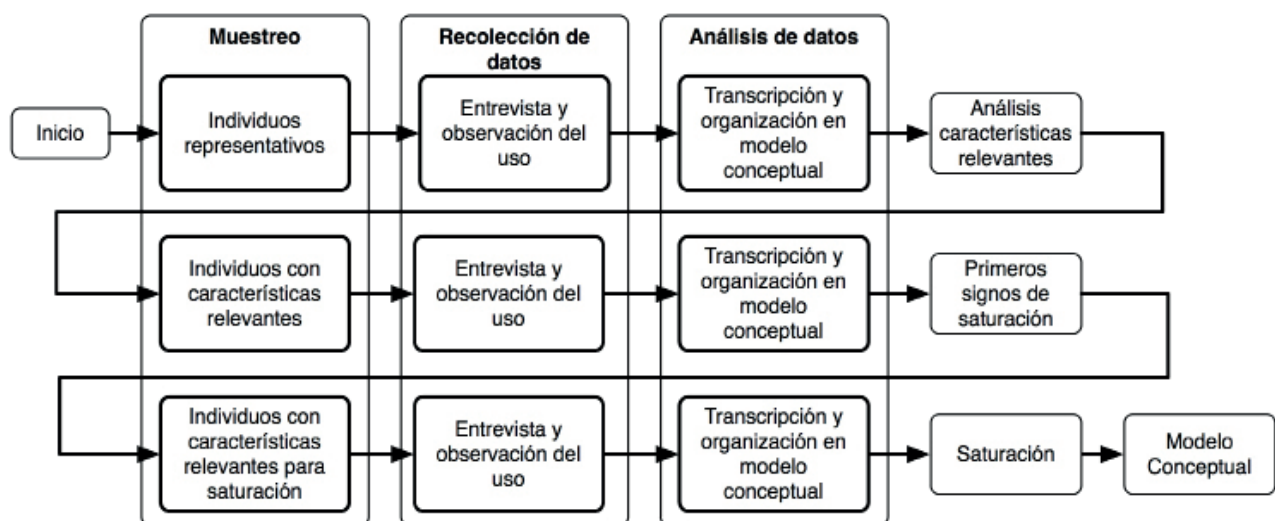 Muestreo
Recolección de
datos
Análisis de datos
Inicio
Individuos
representativos
Entrevista y
observación del
uso
Transcripción y
organización en
modelo
conceptual
Análisis
características
relevantes
Individuos con
características
relevantes
Entrevista y
observación del
uso
Transcripción y
organización en
modelo
conceptual
Primeros
signos de
saturación
Individuos con
características
relevantes para
saturación
Entrevista y
observación del
uso
Transcripción y
organización en
modelo
conceptual
Saturación
Modelo
Conceptual